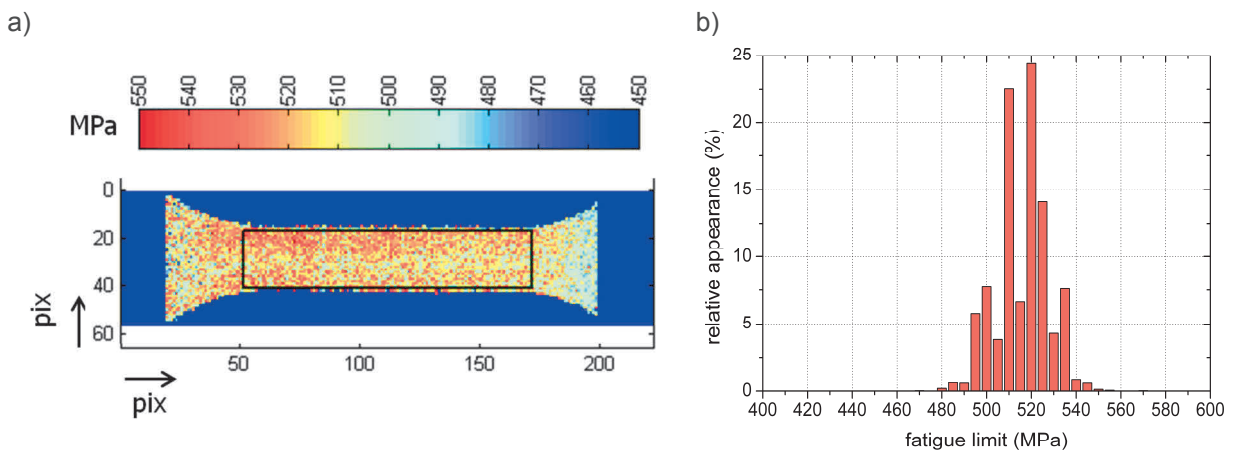 a)
550 540 530 520 510 500 490 480 470 460 450
MPa
0
20
40
60
pix
50 100 150 200
pix
b)
25
20
15
10
5
0
relative appearance (%)
400 420 440 460 480 500 520 540 560 580 600
fatigue limit (MPa)